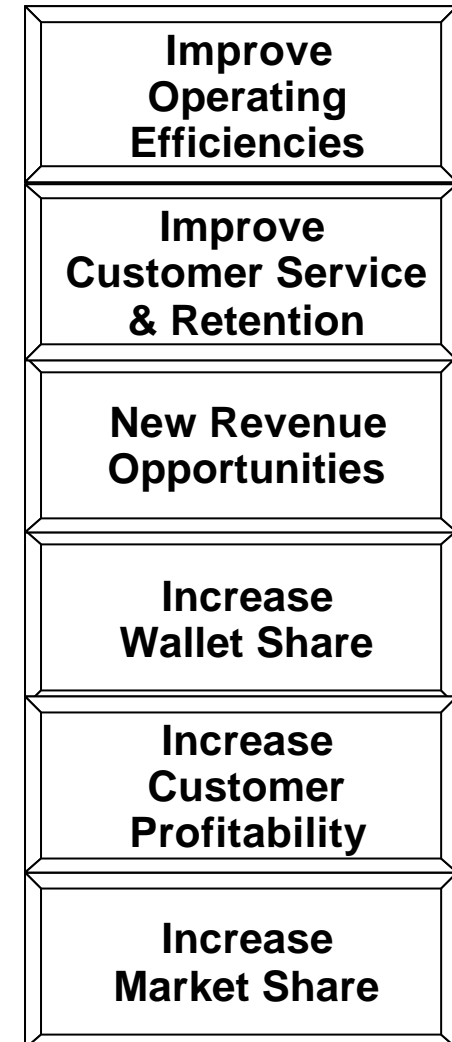 Improve
Operating
Efficiencies
Improve
Customer Service
& Retention
New Revenue
Opportunities
Increase
Wallet Share
Increase
Customer
Profitability
Increase
Market Share